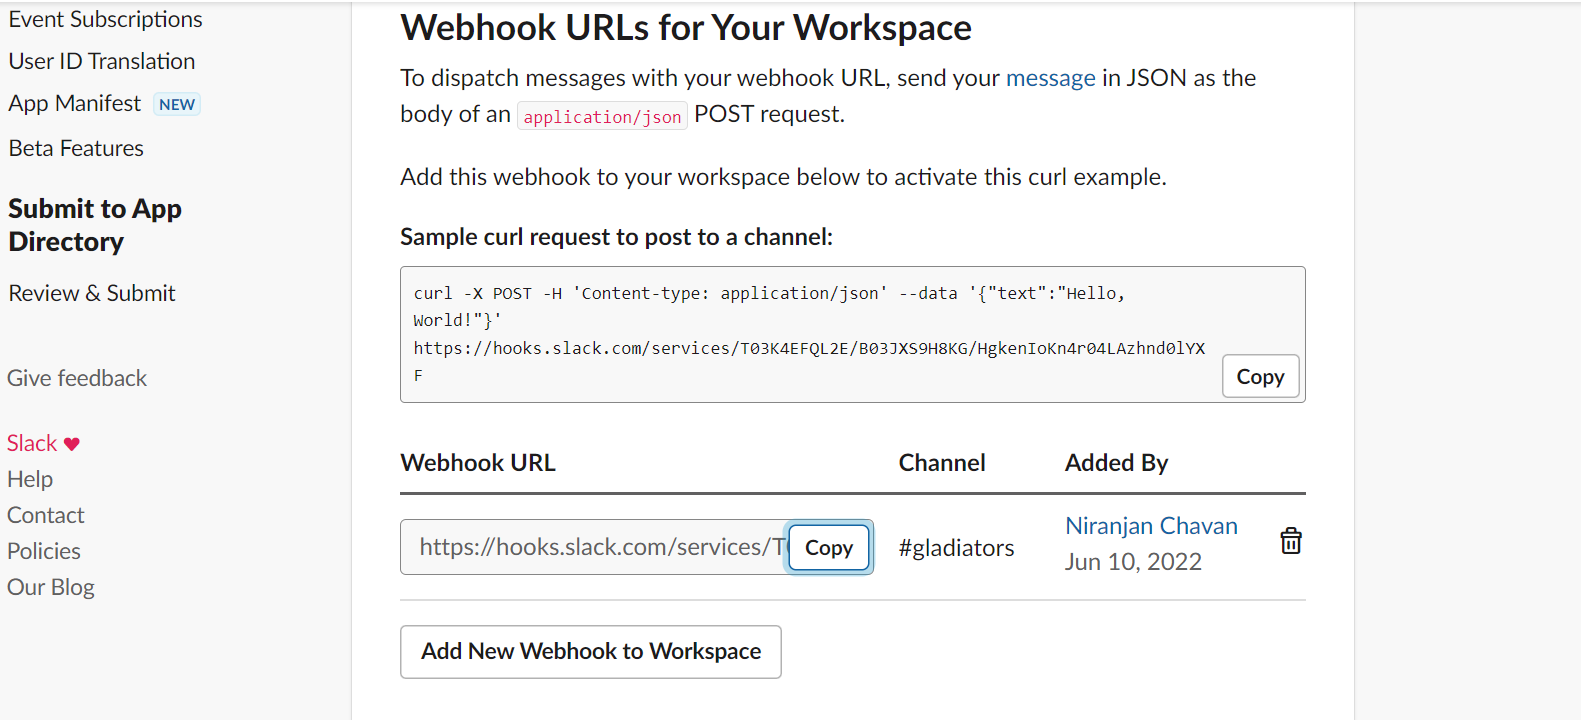 Event Subscriptions
User ID Translation
App Manifest NEW
Beta Features
Submit to App
Directory
Review & Submit
Give feedback
Slack ♥
Help
Contact
Policies
Our Blog
Webhook URLs for Your Workspace
To dispatch messages with your webhook URL, send your message in JSON as the
body of an application/json POST request.
Add this webhook to your workspace below to activate this curl example.
Sample curl request to post to a channel:
curl -X POST -H 'Content-type: application/json' --data '{"text":"Hello,
World!"}'
https://hooks.slack.com/services/T03K4EFQL2E/B03JXS9H8KG/HgkenIoKn4r04LAzhnd0lYX
F
Copy
Webhook URL Channel Added By
https://hooks.slack.com/services/T Copy #gladiators Niranjan Chavan
Jun 10, 2022
Add New Webhook to Workspace